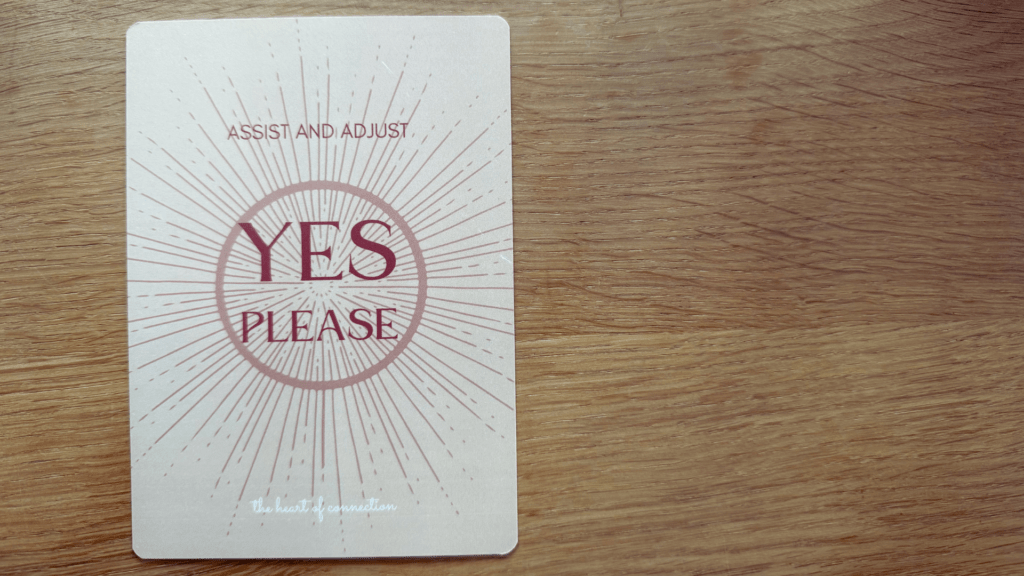 ASSIST AND ADJUST
YES
PLEASE
the heart of connection